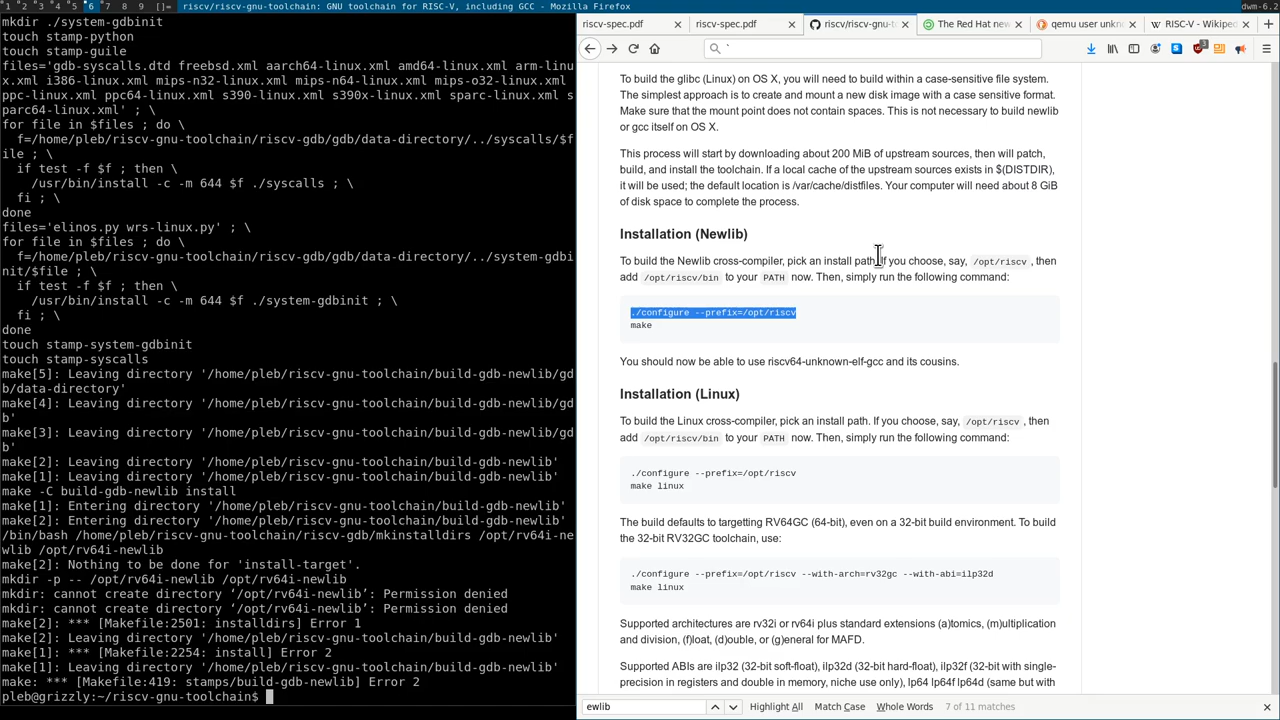 1 2 3 4 5 6 7 8 9 [] riscv/riscv-gnu-toolchain: GNU toolchain for RISC-V, including GCC - Mozilla Firefox dwm-6.2
mkdir ./system-gdbinit
touch stamp-python
touch stamp-guile
files='gdb-syscalls.dtd freebsd.xml aarch64-linux.xml amd64-linux.xml arm-linu
x.xml i386-linux.xml mips-n32-linux.xml mips-n64-linux.xml mips-o32-linux.xml
ppc-linux.xml ppc64-linux.xml s390-linux.xml s390x-linux.xml sparc-linux.xml s
parc64-linux.xml' ; \
for file in $files ; do \
f=/home/pleb/riscv-gnu-toolchain/riscv-gdb/gdb/data-directory/../syscalls/$f
ile ; \
if test -f $f ; then \
/usr/bin/install -c -m 644 $f ./syscalls ; \
fi ; \
done
files='elinos.py wrs-linux.py' ; \
for file in $files ; do \
f=/home/pleb/riscv-gnu-toolchain/riscv-gdb/gdb/data-directory/../system-gdbi
nit/$file ; \
if test -f $f ; then \
/usr/bin/install -c -m 644 $f ./system-gdbinit ; \
fi ; \
done
touch stamp-system-gdbinit
touch stamp-syscalls
make[5]: Leaving directory '/home/pleb/riscv-gnu-toolchain/build-gdb-newlib/gd
b/data-directory'
make[4]: Leaving directory '/home/pleb/riscv-gnu-toolchain/build-gdb-newlib/gd
b'
make[3]: Leaving directory '/home/pleb/riscv-gnu-toolchain/build-gdb-newlib/gd
b'
make[2]: Leaving directory '/home/pleb/riscv-gnu-toolchain/build-gdb-newlib'
make[1]: Leaving directory '/home/pleb/riscv-gnu-toolchain/build-gdb-newlib'
make -C build-gdb-newlib install
make[1]: Entering directory '/home/pleb/riscv-gnu-toolchain/build-gdb-newlib'
make[2]: Entering directory '/home/pleb/riscv-gnu-toolchain/build-gdb-newlib'
/bin/bash /home/pleb/riscv-gnu-toolchain/riscv-gdb/mkinstalldirs /opt/rv64i-ne
wlib /opt/rv64i-newlib
make[2]: Nothing to be done for 'install-target'.
mkdir -p -- /opt/rv64i-newlib /opt/rv64i-newlib
mkdir: cannot create directory ‘/opt/rv64i-newlib’: Permission denied
mkdir: cannot create directory ‘/opt/rv64i-newlib’: Permission denied
make[2]: *** [Makefile:2501: installdirs] Error 1
make[2]: Leaving directory '/home/pleb/riscv-gnu-toolchain/build-gdb-newlib'
make[1]: *** [Makefile:2254: install] Error 2
make[1]: Leaving directory '/home/pleb/riscv-gnu-toolchain/build-gdb-newlib'
make: *** [Makefile:419: stamps/build-gdb-newlib] Error 2
pleb@grizzly:~/riscv-gnu-toolchain$
riscv-spec.pdf riscv-spec.pdf riscv/riscv-gnu-to The Red Hat new qemu user unkn RISC-V - Wikiped
`
To build the glibc (Linux) on OS X, you will need to build within a case-sensitive file system.
The simplest approach is to create and mount a new disk image with a case sensitive format.
Make sure that the mount point does not contain spaces. This is not necessary to build newlib
or gcc itself on OS X.
This process will start by downloading about 200 MiB of upstream sources, then will patch,
build, and install the toolchain. If a local cache of the upstream sources exists in $(DISTDIR),
it will be used; the default location is /var/cache/distfiles. Your computer will need about 8 GiB
of disk space to complete the process.
Installation (Newlib)
To build the Newlib cross-compiler, pick an install path. If you choose, say, /opt/riscv , then
add /opt/riscv/bin to your PATH now. Then, simply run the following command:
./configure --prefix=/opt/riscv
make
You should now be able to use riscv64-unknown-elf-gcc and its cousins.
Installation (Linux)
To build the Linux cross-compiler, pick an install path. If you choose, say, /opt/riscv , then
add /opt/riscv/bin to your PATH now. Then, simply run the following command:
./configure --prefix=/opt/riscv
make linux
The build defaults to targetting RV64GC (64-bit), even on a 32-bit build environment. To build
the 32-bit RV32GC toolchain, use:
./configure --prefix=/opt/riscv --with-arch=rv32gc --with-abi=ilp32d
make linux
Supported architectures are rv32i or rv64i plus standard extensions (a)tomics, (m)ultiplication
and division, (f)loat, (d)ouble, or (g)eneral for MAFD.
Supported ABIs are ilp32 (32-bit soft-float), ilp32d (32-bit hard-float), ilp32f (32-bit with single-
precision in registers and double in memory, niche use only), lp64 lp64f lp64d (same but with
ewlib Highlight All Match Case Whole Words 7 of 11 matches